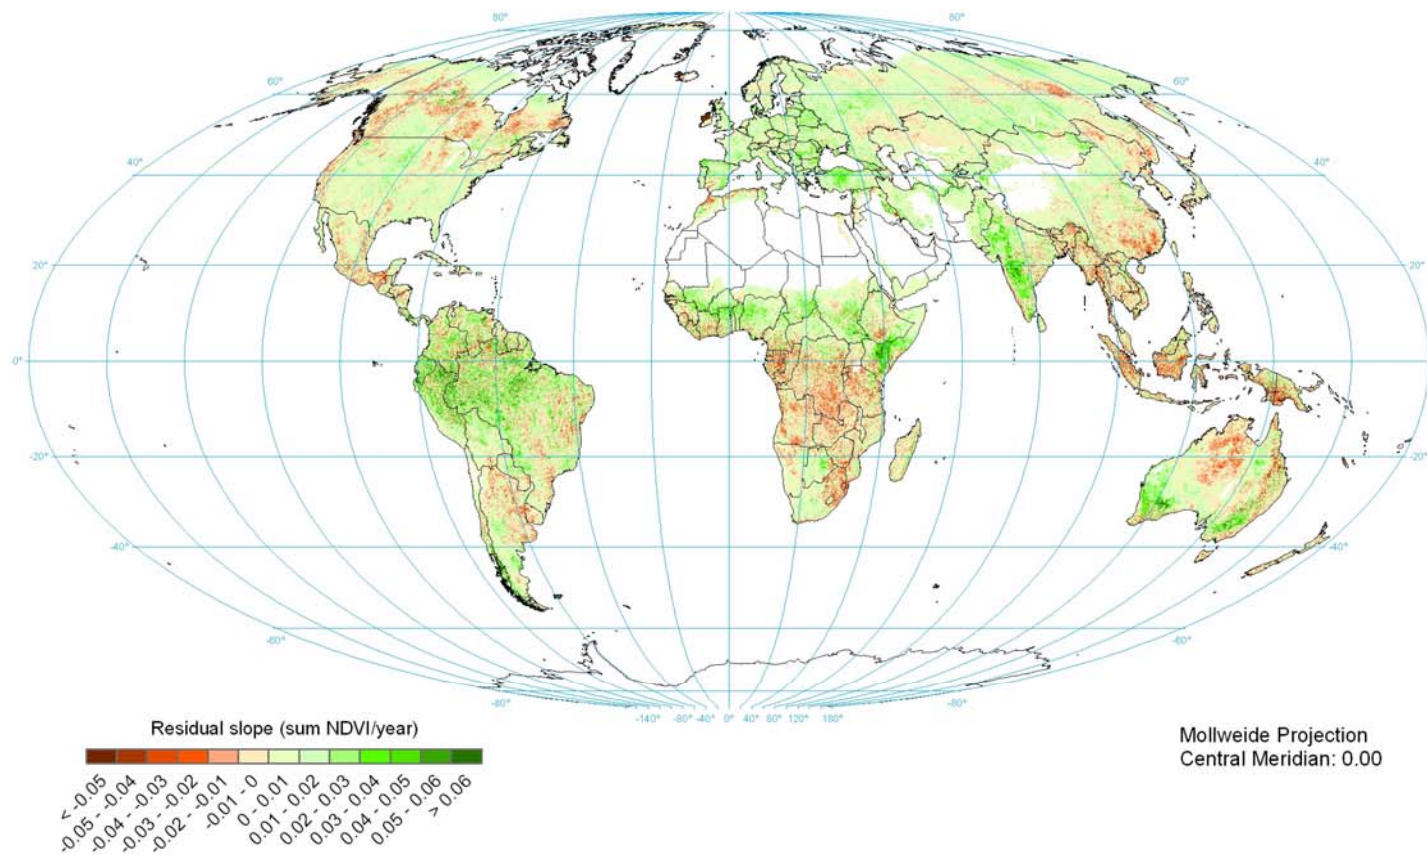 80° 80°
60° 60°
40° 40°
20° 20°
0° 0°
-20° -20°
-40° -40°
-60° -60°
-80° -80°
-140° -80° -40° 0° 40° 60° 120° 180°
Residual slope (sum NDVI/year)
< -0.05
-0.05 - -0.04
-0.04 - -0.03
-0.03 - -0.02
-0.02 - -0.01
-0.01 - 0
0 - 0.01
0.01 - 0.02
0.02 - 0.03
0.03 - 0.04
0.04 - 0.05
0.05 - 0.06
> 0.06
Mollweide Projection
Central Meridian: 0.00